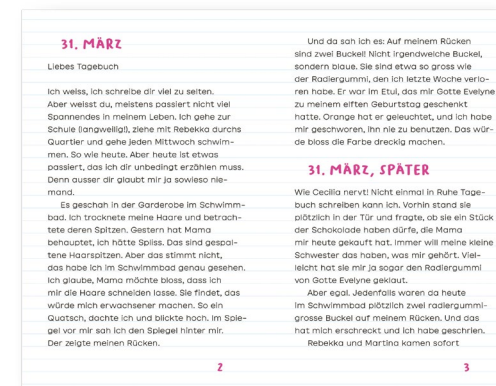 31. MÄRZ
Liebes Tagebuch
Ich weiss, ich schreibe dir viel zu selten.
Aber weisst du, meistens passiert nicht viel
Spannendes in meinem Leben. Ich gehe zur
Schule (langweilig!), ziehe mit Rebekka durchs
Quartier und gehe jeden Mittwoch schwim-
men. So wie heute. Aber heute ist etwas
passiert, das ich dir unbedingt erzählen muss.
Denn ausser dir glaubt mir ja sowieso nie-
mand.
Es geschah in der Garderobe im Schwimm-
bad. Ich trocknete meine Haare und betrach-
tete deren Spitzen. Gestern hat Mama
behauptet, ich hätte Spliss. Das sind gespal-
tene Haarspitzen. Aber das stimmt nicht,
das habe ich im Schwimmbad genau gesehen.
Ich glaube, Mama möchte bloss, dass ich
mir die Haare schneiden lasse. Sie findet, das
würde mich erwachsener machen. So ein
Quatsch, dachte ich und blickte hoch. Im Spie-
gel vor mir sah ich den Spiegel hinter mir.
Der zeigte meinen Rücken.
2
Und da sah ich es: Auf meinem Rücken
sind zwei Buckel! Nicht irgendwelche Buckel,
sondern blaue. Sie sind etwa so gross wie
der Radiergummi, den ich letzte Woche verlo-
ren habe. Er war im Etui, das mir Gotte Evelyne
zu meinem elften Geburtstag geschenkt
hatte. Orange hat er geleuchtet, und ich habe
mir geschworen, ihn nie zu benutzen. Das wür-
de bloss die Farbe dreckig machen.
31. MÄRZ, SPÄTER
Wie Cecilia nervt! Nicht einmal in Ruhe Tage-
buch schreiben kann ich. Vorhin stand sie
plötzlich in der Tür und fragte, ob sie ein Stück
der Schokolade haben dürfe, die Mama
mir heute gekauft hat. Immer will meine kleine
Schwester das haben, was mir gehört. Viel-
leicht hat sie mir ja sogar den Radiergummi
von Gotte Evelyne geklaut.
Aber egal. Jedenfalls waren da heute
im Schwimmbad plötzlich zwei radiergummi-
grosse Buckel auf meinem Rücken. Und das
hat mich erschreckt und ich habe geschrien.
Rebekka und Martina kamen sofort
3